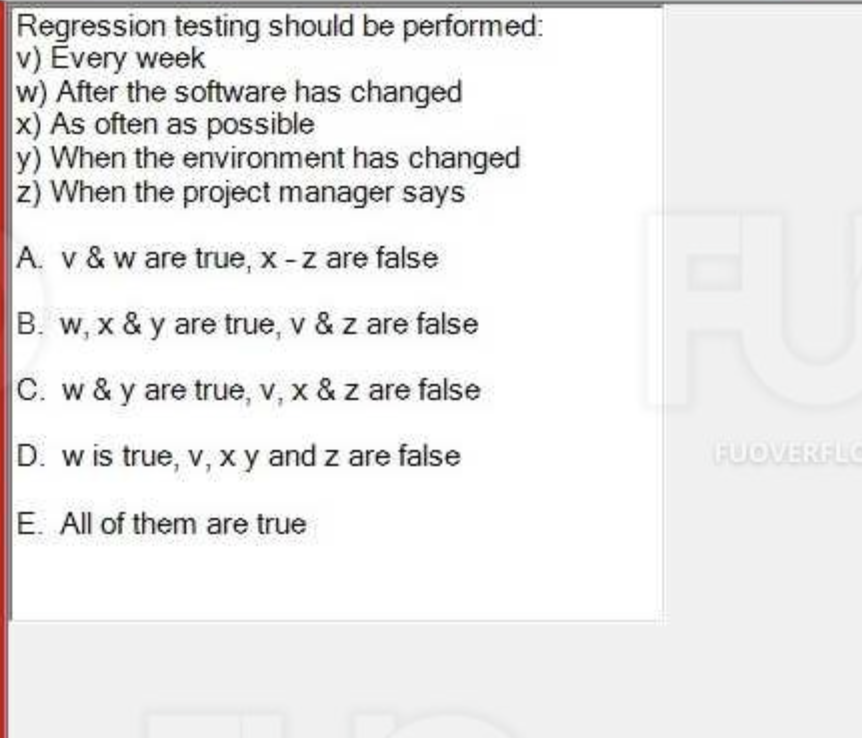 Regression testing should be performed:
v) Every week
w) After the software has changed
x) As often as possible
y) When the environment has changed
z) When the project manager says
A. v & w are true, x - z are false
B. w, x & y are true, v & z are false
C. w & y are true, v, x & z are false
D. w is true, v, x y and z are false
E. All of them are true
FU
FUOVERFLO